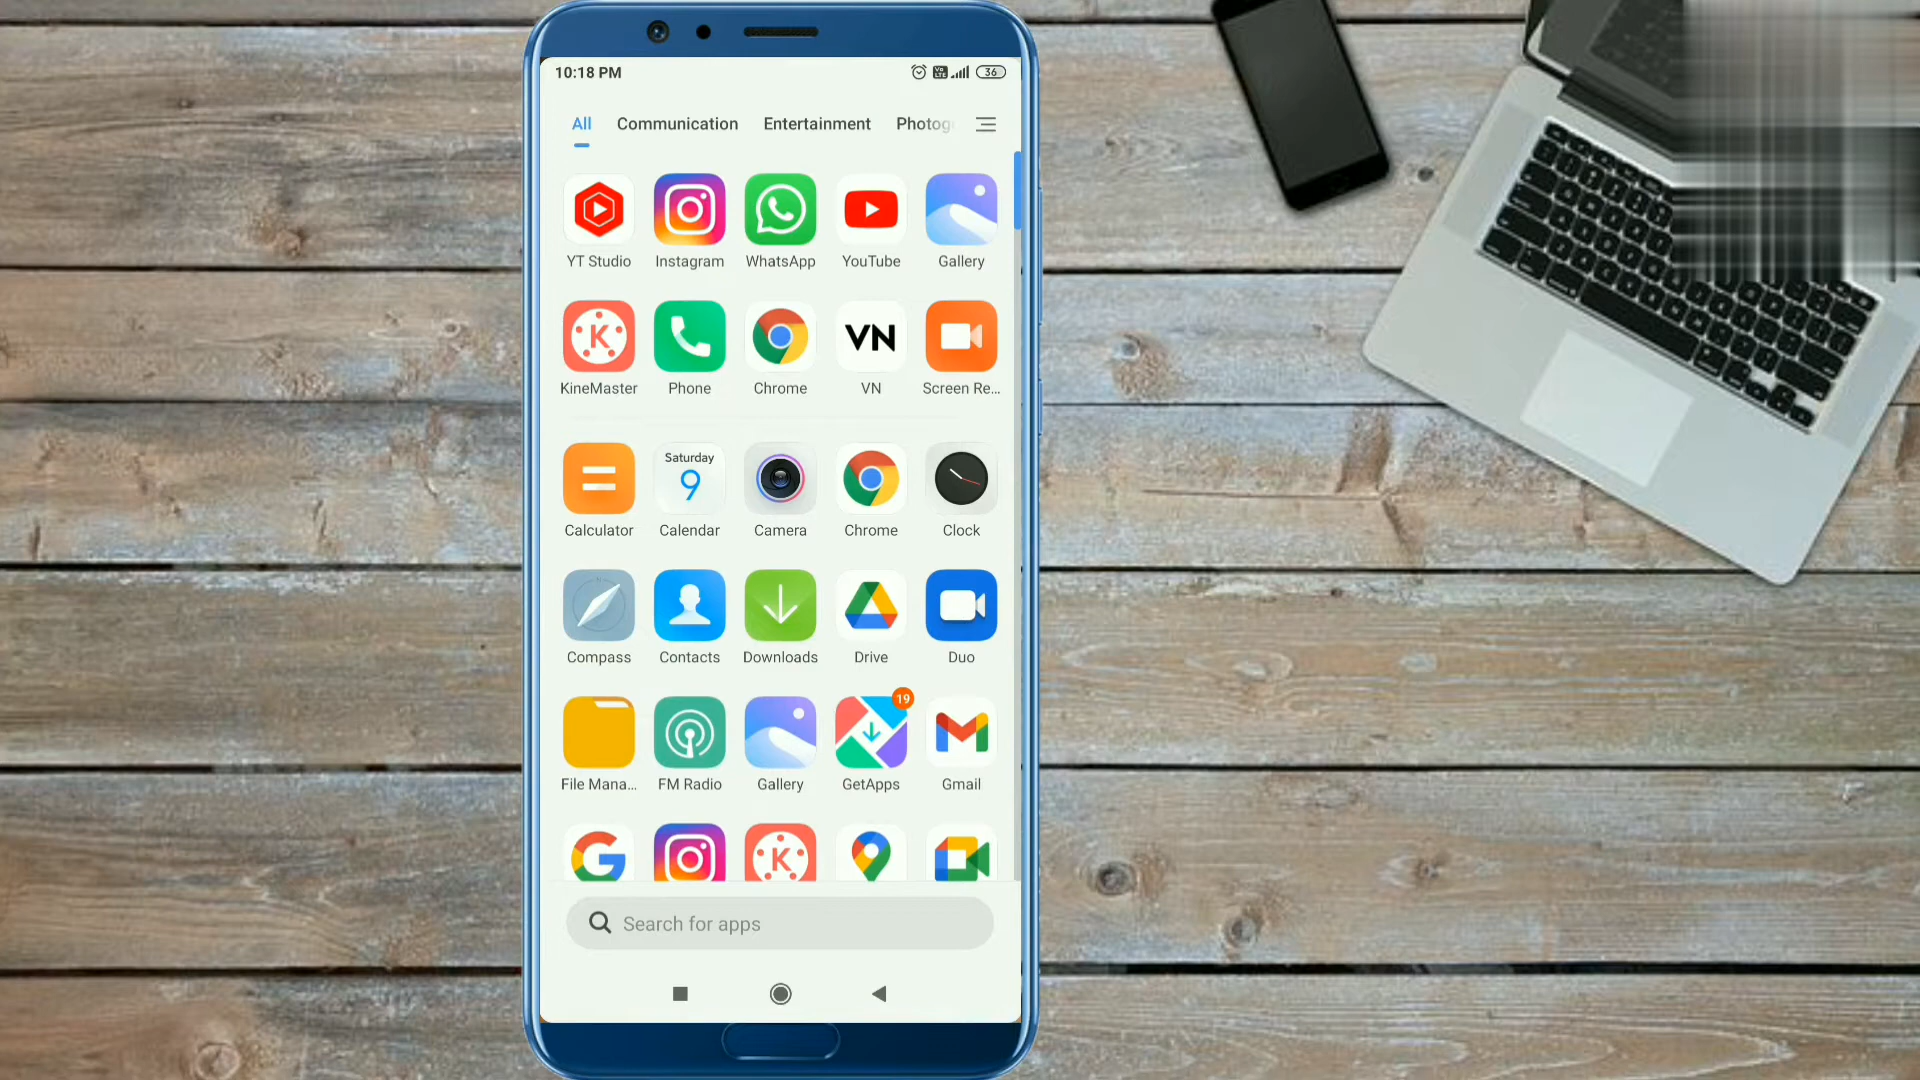 10:18 PM 36
All Communication Entertainment Photog
YT Studio Instagram WhatsApp YouTube Gallery
K VN
KineMaster Phone Chrome VN Screen Re...
Saturday
9
Calculator Calendar Camera Chrome Clock
Compass Contacts Downloads Drive Duo
19
File Mana... FM Radio Gallery GetApps Gmail
K
Search for apps